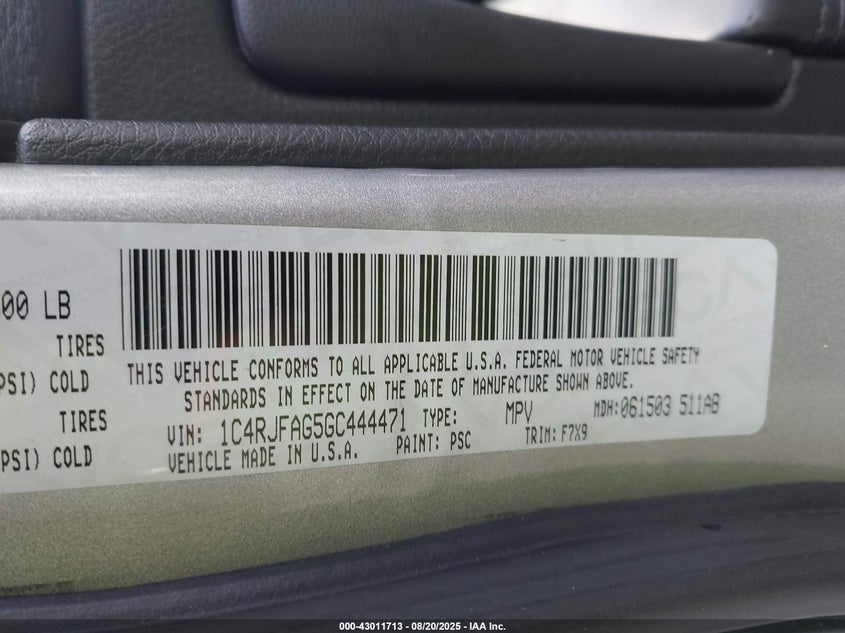 00 LB
TIRES
PSI) COLD
TIRES
PSI) COLD
THIS VEHICLE CONFORMS TO ALL APPLICABLE U.S.A. FEDERAL MOTOR VEHICLE SAFETY
STANDARDS IN EFFECT ON THE DATE OF MANUFACTURE SHOWN ABOVE.
VIN: 1C4RJFAG5GC444471 TYPE: MPV MDH:061503 511AB
VEHICLE MADE IN U.S.A. PAINT: PSC TRIM: F7X9
000-43011713 - 08/20/2025 - IAA Inc.